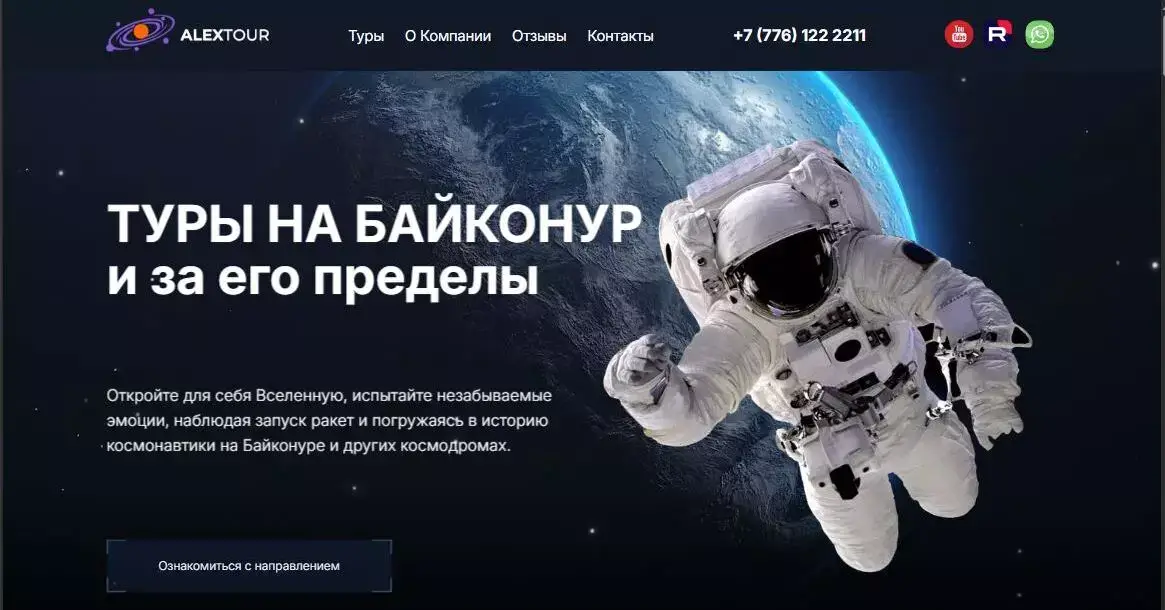 ALEXTOUR
Туры О Компании Отзывы Контакты +7 (776) 122 2211
You Tube
R
ТУРЫ НА БАЙКОНУР
и за его пределы
Откройте для себя Вселенную, испытайте незабываемые
эмоции, наблюдая запуск ракет и погружаясь в историю
космонавтики на Байконуре и других космодромах.
Ознакомиться с направлением